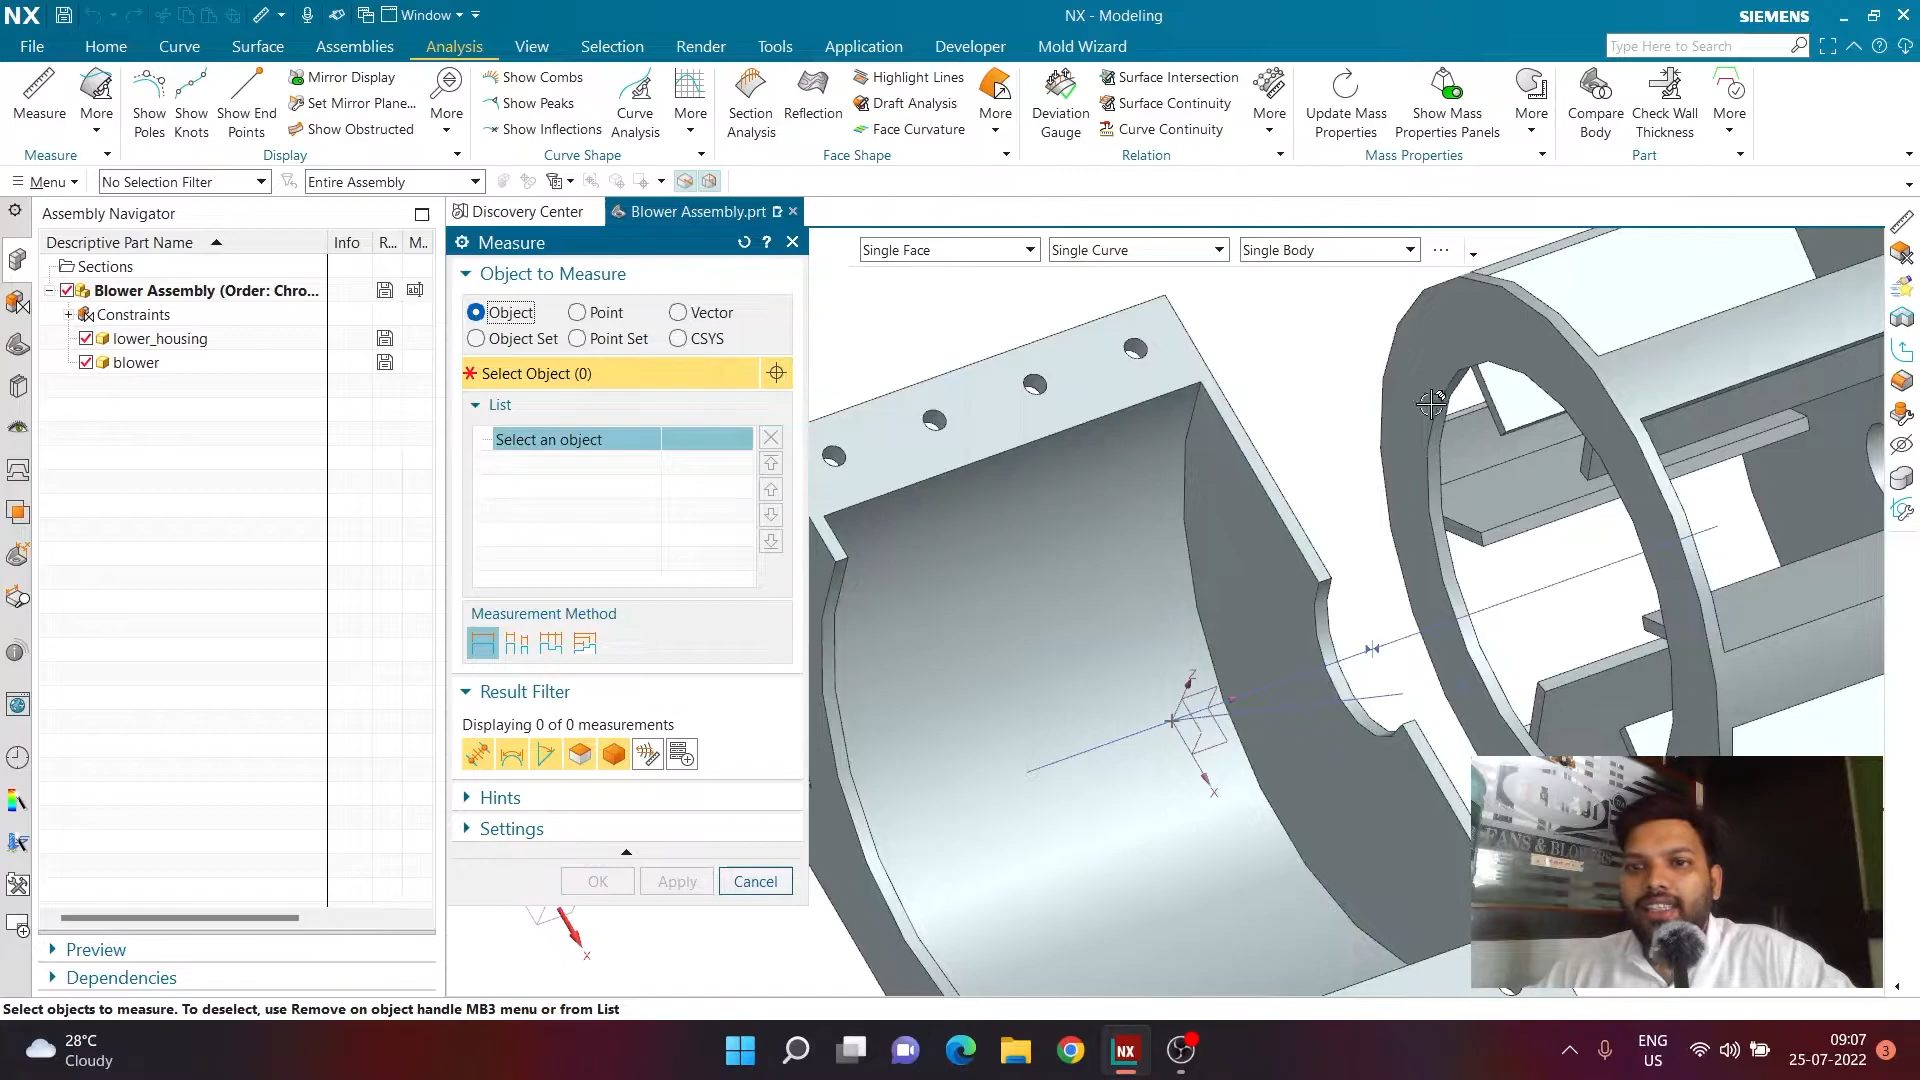 NX
Window
NX - Modeling
SIEMENS
File Home Curve Surface Assemblies Analysis View Selection Render Tools Application Developer Mold Wizard
Type Here to Search
Measure
More
Measure
Show Poles
Show Knots
Show End Points
Mirror Display
Set Mirror Plane...
Show Obstructed
More
Display
Show Combs
Show Peaks
Show Inflections
Curve Analysis
More
Curve Shape
Section Analysis
Reflection
Highlight Lines
Draft Analysis
Face Curvature
More
Face Shape
Deviation Gauge
Surface Intersection
Surface Continuity
Curve Continuity
More
Relation
Update Mass Properties
Show Mass Properties Panels
More
Mass Properties
Compare Body
Check Wall Thickness
More
Part
Menu
No Selection Filter
Entire Assembly
Assembly Navigator
Descriptive Part Name Info R... M..
Sections
Blower Assembly (Order: Chro...
Constraints
lower_housing
blower
Preview
Dependencies
Discovery Center
Blower Assembly.prt
Measure
Object to Measure
Object Point Vector
Object Set Point Set CSYS
* Select Object (0)
List
Select an object
Measurement Method
Result Filter
Displaying 0 of 0 measurements
Hints
Settings
OK Apply Cancel
Single Face
Single Curve
Single Body
Z
X
X
FANS & BLOWERS
Select objects to measure. To deselect, use Remove on object handle MB3 menu or from List
28°C
Cloudy
NX
ENG
US
09:07
25-07-2022
3